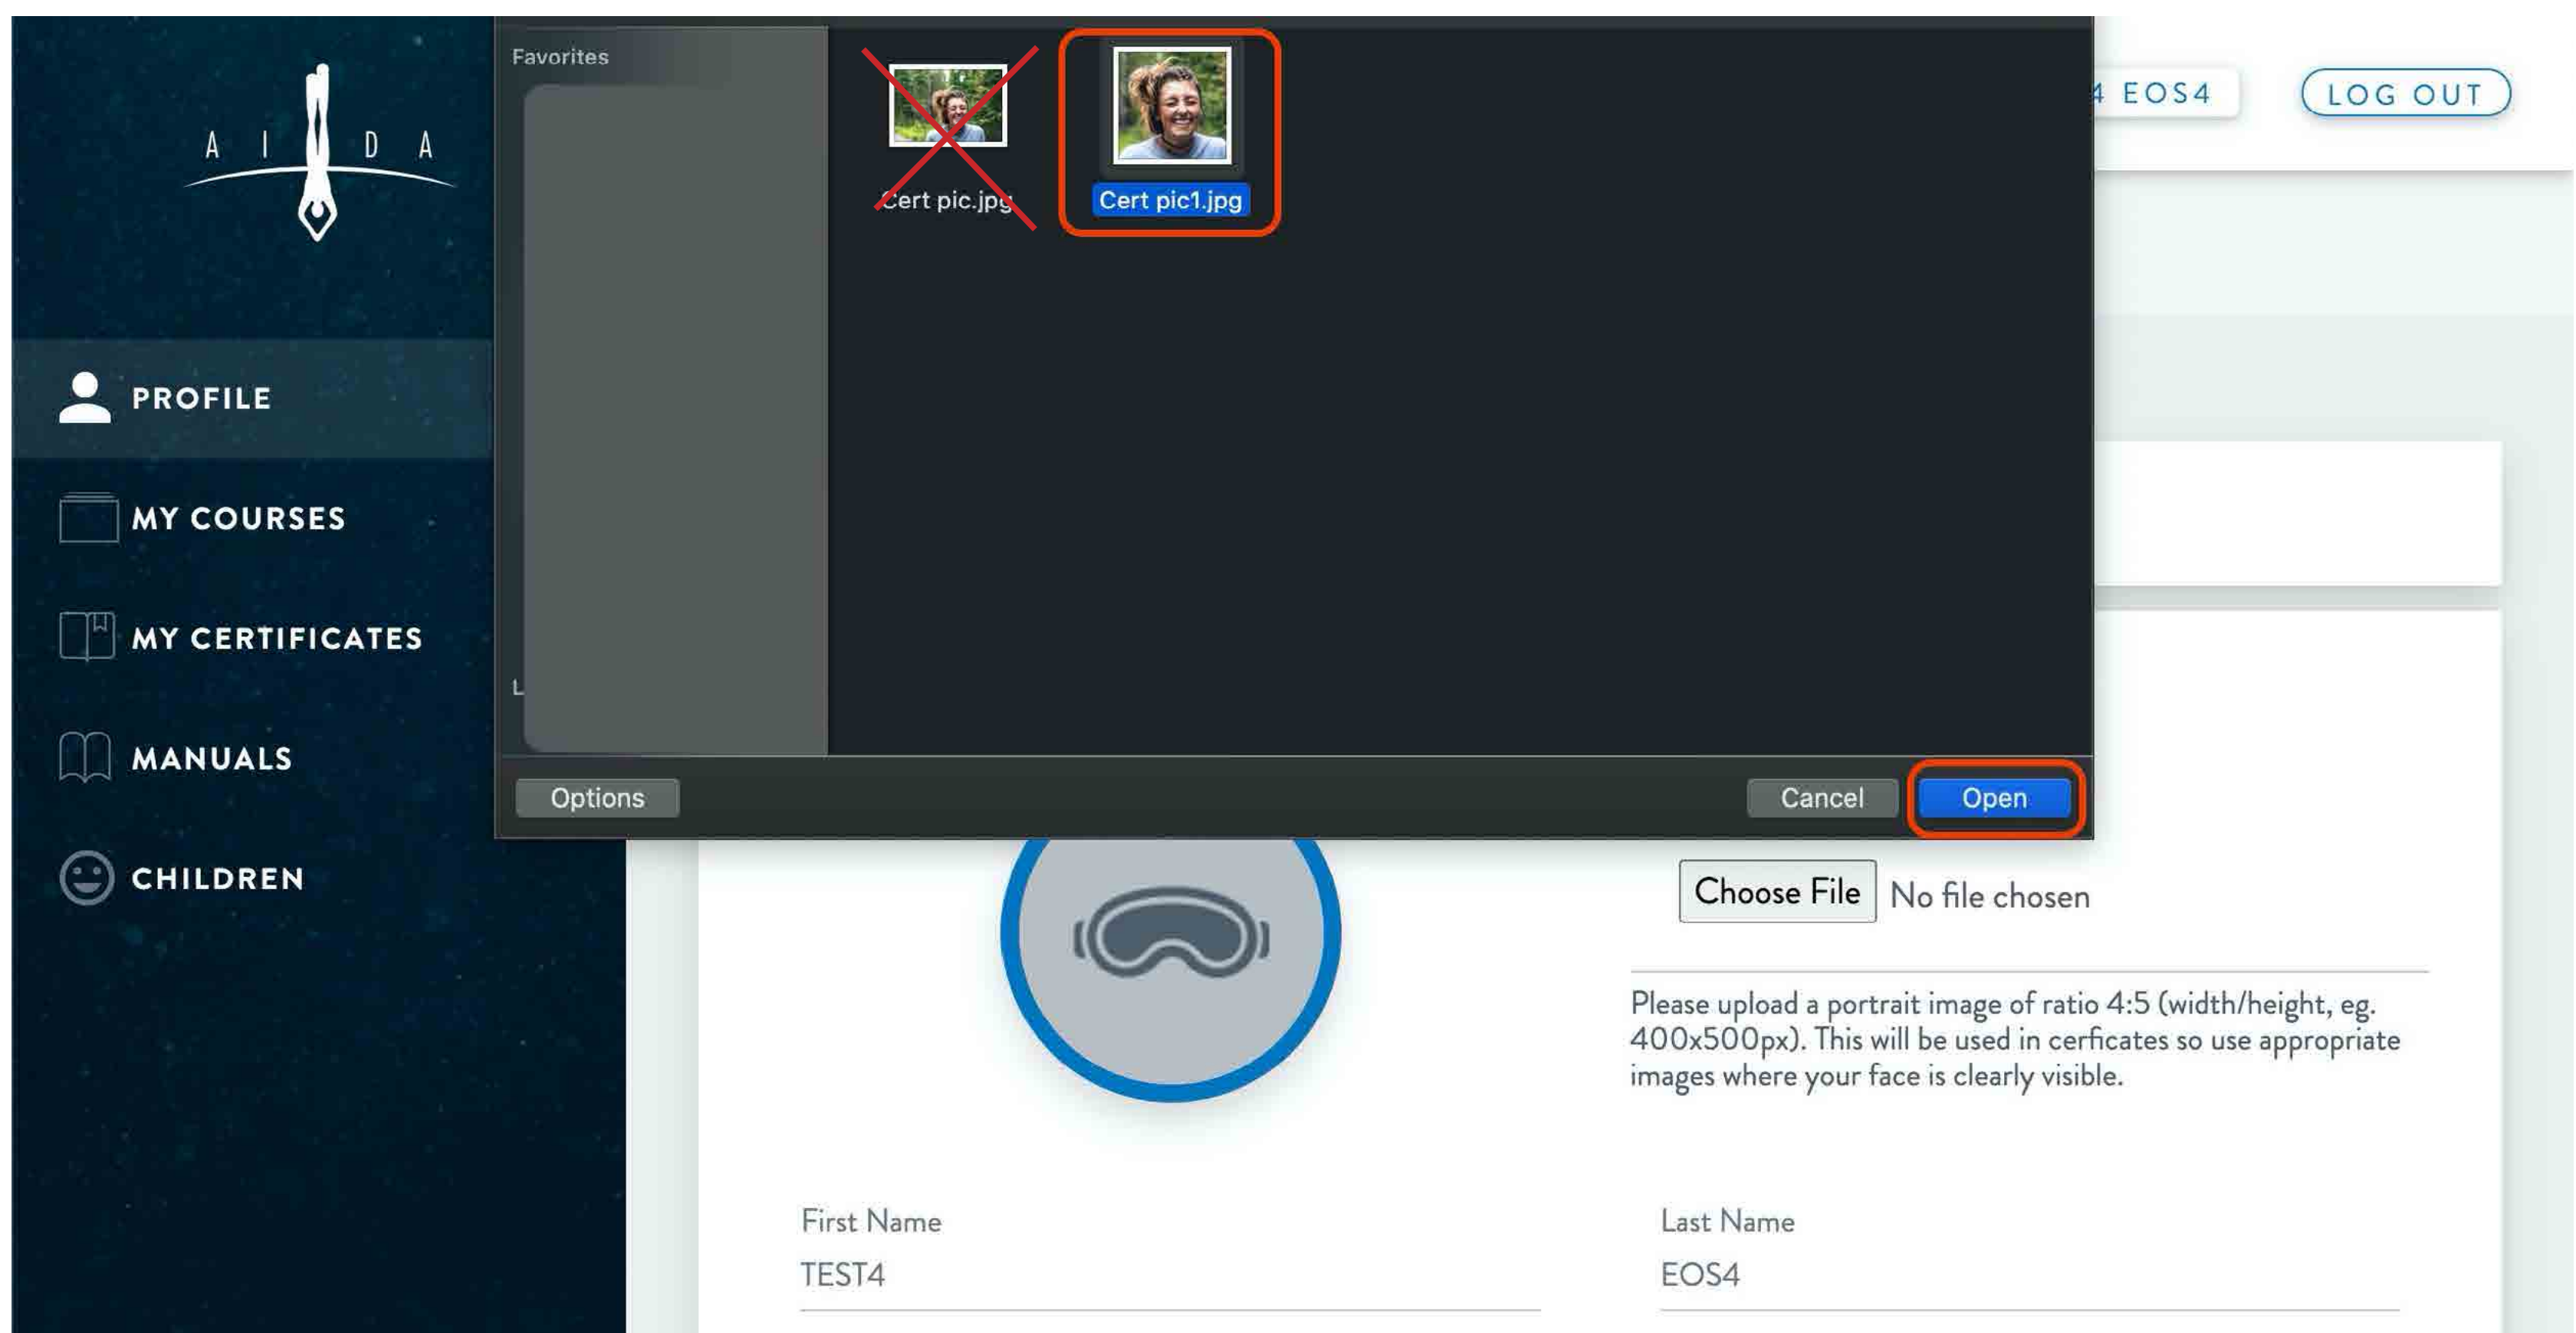 Favorites
Cert pic.jpg
Cert pic1.jpg
4 EOS4
LOG OUT
A I D A
PROFILE
MY COURSES
MY CERTIFICATES
MANUALS
CHILDREN
L
Options
Cancel
Open
Choose File
No file chosen
Please upload a portrait image of ratio 4:5 (width/height, eg.
400x500px). This will be used in cerficates so use appropriate
images where your face is clearly visible.
First Name
TEST4
Last Name
EOS4